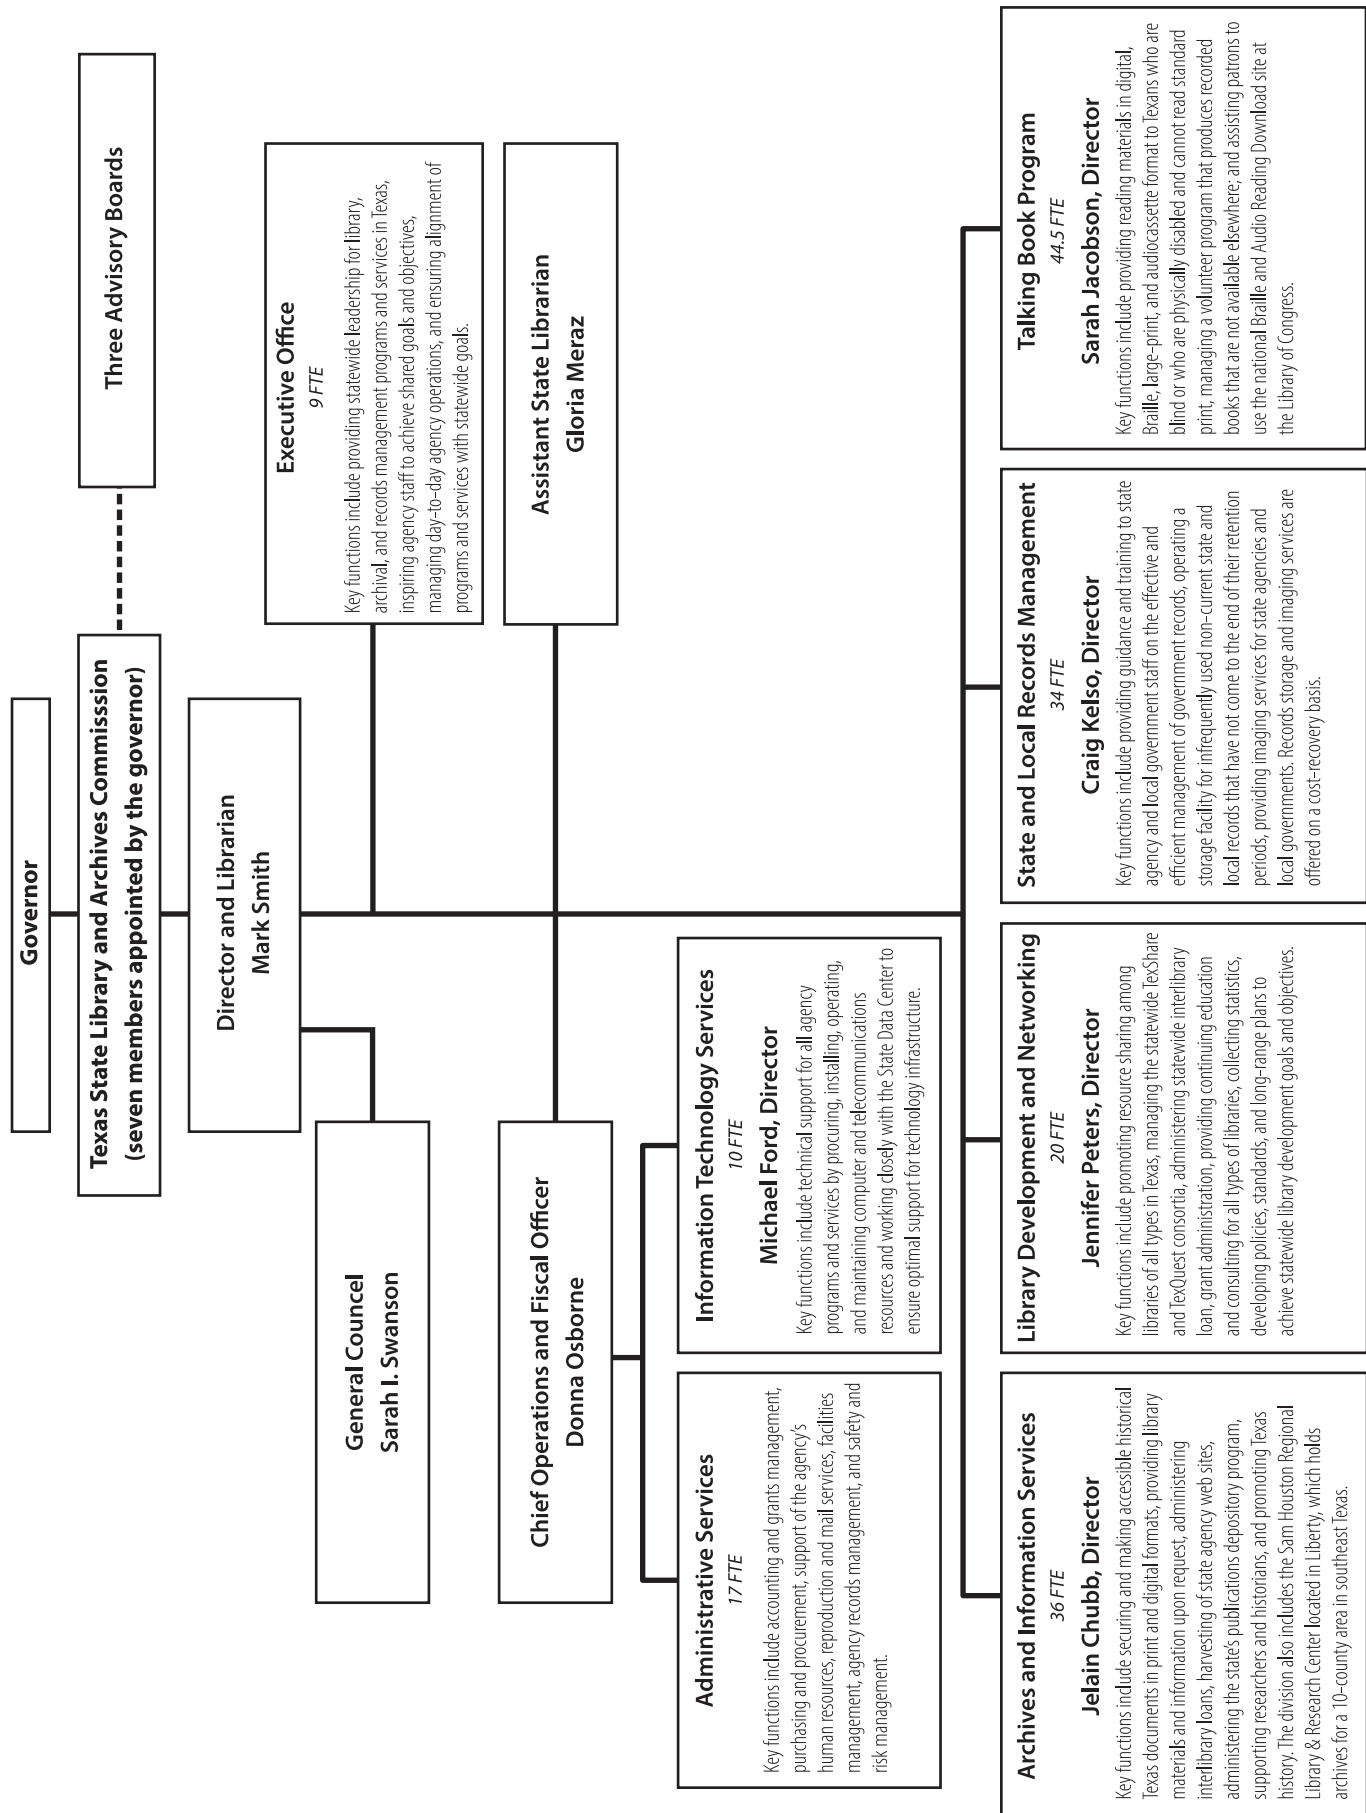 Governor
Texas State Library and Archives Commisssion
(seven members appointed by the governor)
Three Advisory Boards
Director and Librarian
Mark Smith
General Councel
Sarah I. Swanson
Executive Office
9 FTE
Key functions include providing statewide leadership for library,
archival, and records management programs and services in Texas,
inspiring agency staff to achieve shared goals and objectives,
managing day-to-day agency operations, and ensuring alignment of
programs and services with statewide goals.
Chief Operations and Fiscal Officer
Donna Osborne
Assistant State Librarian
Gloria Meraz
Administrative Services
17 FTE
Key functions include accounting and grants management,
purchasing and procurement, support of the agency's
human resources, reproduction and mail services, facilities
management, agency records management, and safety and
risk management.
Information Technology Services
10 FTE
Michael Ford, Director
Key functions include technical support for all agency
programs and services by procuring, installing, operating,
and maintaining computer and telecommunications
resources and working closely with the State Data Center to
ensure optimal support for technology infrastructure.
Archives and Information Services
36 FTE
Jelain Chubb, Director
Key functions include securing and making accessible historical
Texas documents in print and digital formats, providing library
materials and information upon request, administering
interlibrary loans, harvesting of state agency web sites,
administering the state's publications depository program,
supporting researchers and historians, and promoting Texas
history. The division also includes the Sam Houston Regional
Library & Research Center located in Liberty, which holds
archives for a 10-county area in southeast Texas.
Library Development and Networking
20 FTE
Jennifer Peters, Director
Key functions include promoting resource sharing among
libraries of all types in Texas, managing the statewide TexShare
and TexQuest consortia, administering statewide interlibrary
loan, grant administration, providing continuing education
and consulting for all types of libraries, collecting statistics,
developing policies, standards, and long-range plans to
achieve statewide library development goals and objectives.
State and Local Records Management
34 FTE
Craig Kelso, Director
Key functions include providing guidance and training to state
agency and local government staff on the effective and
efficient management of government records, operating a
storage facility for infrequently used non-current state and
local records that have not come to the end of their retention
periods, providing imaging services for state agencies and
local governments. Records storage and imaging services are
offered on a cost-recovery basis.
Talking Book Program
44.5 FTE
Sarah Jacobson, Director
Key functions include providing reading materials in digital,
Braille, large-print, and audiocassette format to Texans who are
blind or who are physically disabled and cannot read standard
print, managing a volunteer program that produces recorded
books that are not available elsewhere; and assisting patrons to
use the national Braille and Audio Reading Download site at
the Library of Congress.